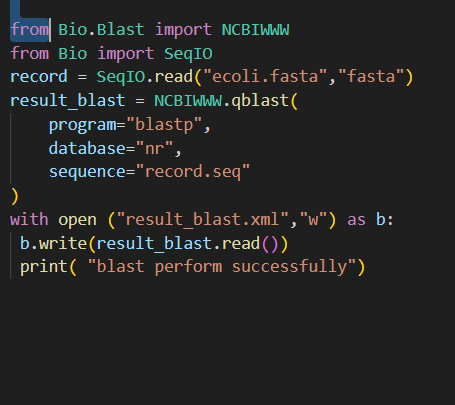 from Bio.Blast import NCBIWWW
from Bio import SeqIO
record = SeqIO.read("ecoli.fasta","fasta")
result_blast = NCBIWWW.qblast(
    program="blastp",
    database="nr",
    sequence="record.seq"
)
with open ("result_blast.xml","w") as b:
 b.write(result_blast.read())
 print( "blast perform successfully")